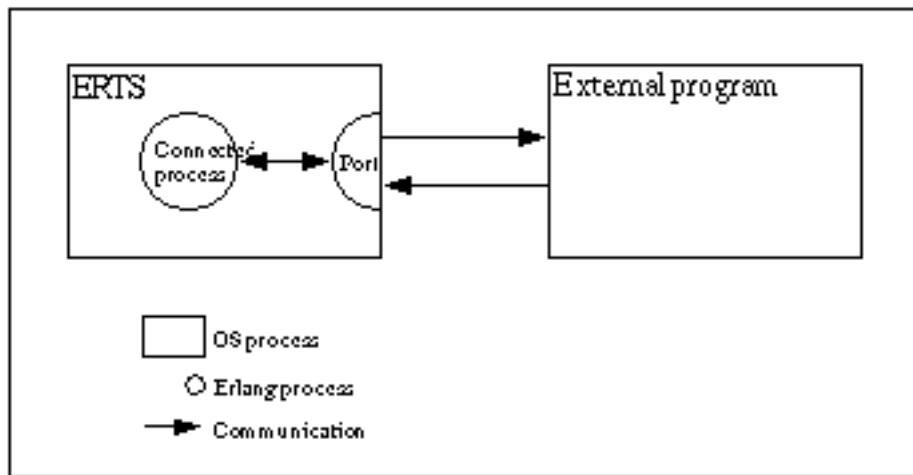 ERTS
External program
Connected
process
Port
OS process
Erlang process
Communication